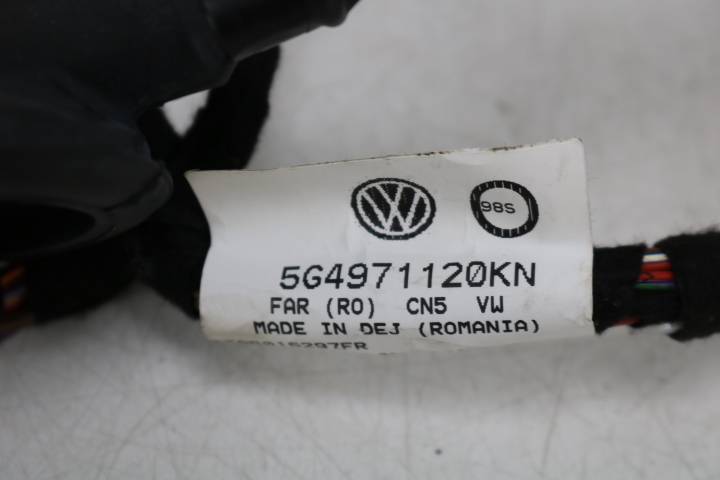 98S
5G4971120KN
FAR (RO) CN5 VW
MADE IN DEJ (ROMANIA)